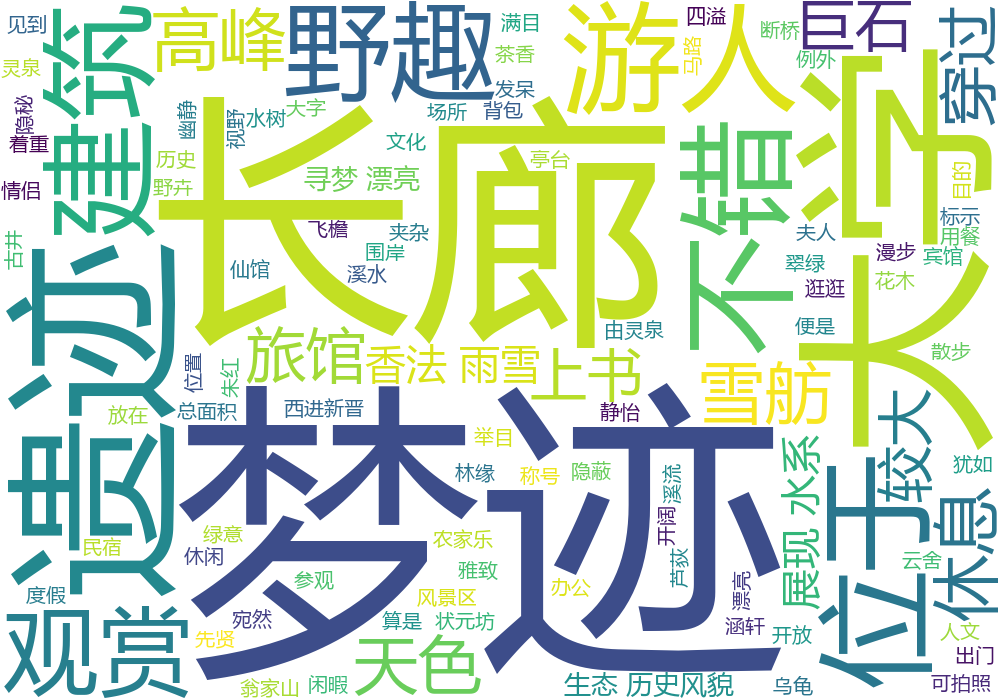 见到
高峰
野趣
满目
游人
四溢
断桥
巨石
穿过
灵泉
建筑
茶香
马路
例外
隐秘
发呆
背包
大字
场所
幽静
视野
水树
着重
文化
不错
大学
历史
长廊
亭台
情侣
野卉
寻梦 漂亮
目的
标示
飞檐
夹杂
夫人
用餐
古井
围岸
漫步
宾馆
遗迹
仙馆
溪水
翠绿
花木
逛逛
由灵泉
便是
旅馆
香法 雨雪
上书
雪舫
散步
位置
朱红
放在
总面积
西进新晋
静怡
梦迹
较大
举目
水系
林缘
称号
隐蔽
溪流
位于
犹如
休息
绿意
农家乐
开阔
民宿
休闲
芦荻
展现
云舍
参观
雅致
办公
漂亮
度假
风景区
观赏
宛然
算是
状元坊
涵轩
开放
人文
先贤
天色
出门
翁家山
闲暇
生态 历史风貌
乌龟
可拍照